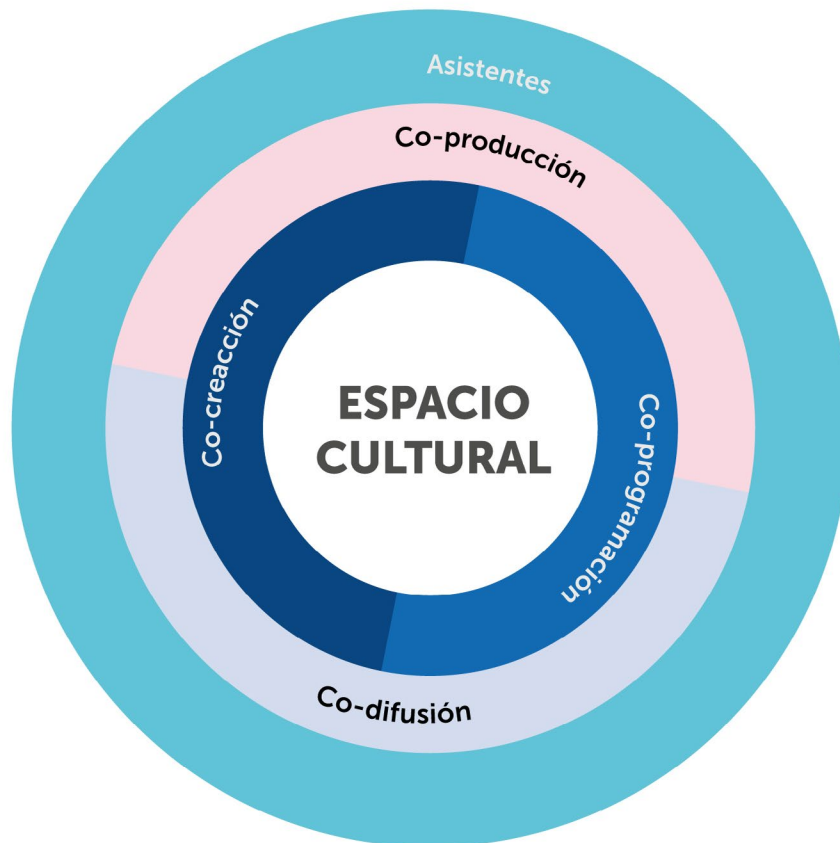 Asistentes
Co-producción
Co-creacción
ESPACIO
CULTURAL
Co-programación
Co-difusión